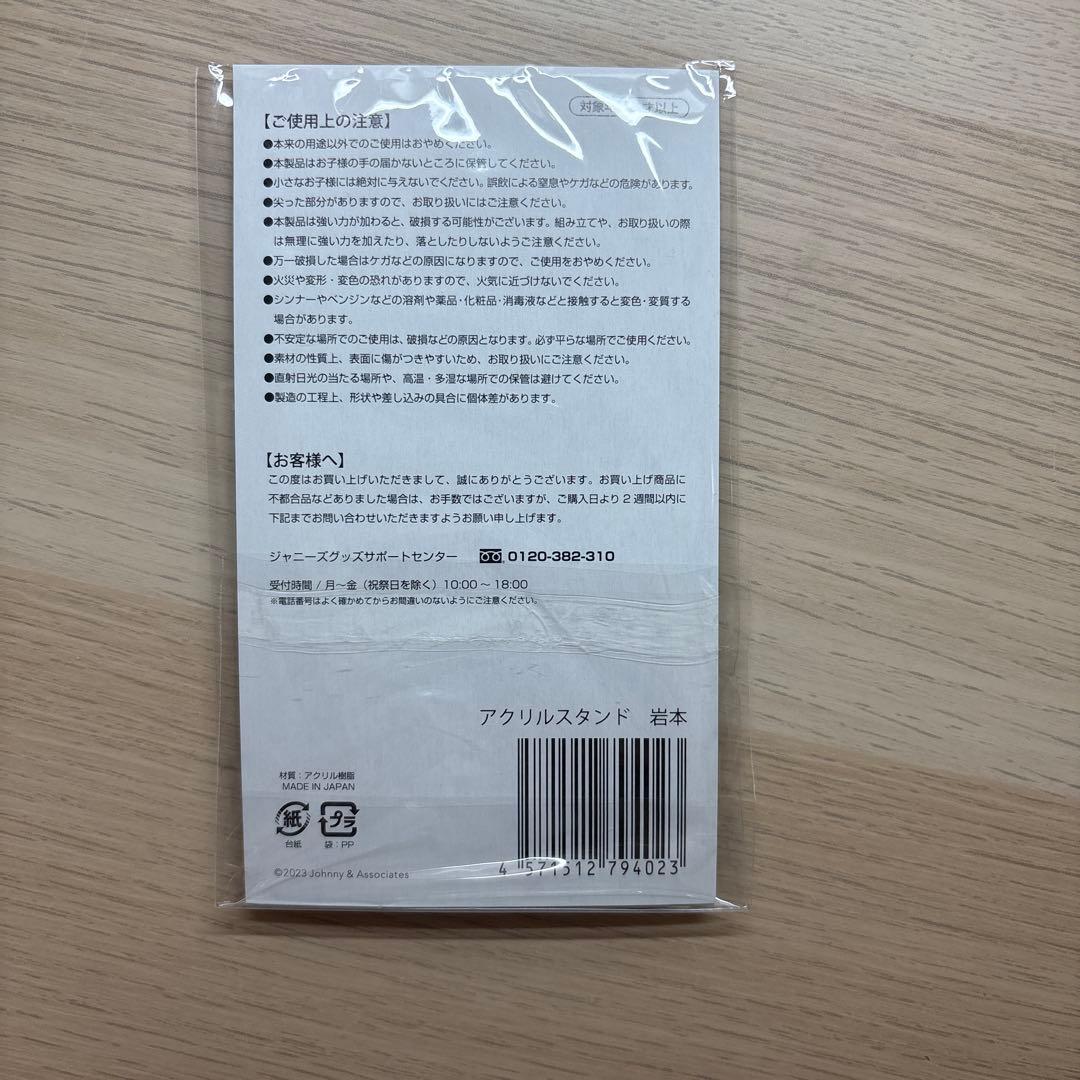 対象 才以上
【ご使用上の注意】
●本来の用途以外でのご使用はおやめください。
●本製品はお子様の手の届かないところに保管してください。
●小さなお子様には絶対に与えないでください。誤飲による窒息やケガなどの危険があります。
●尖った部分がありますので、お取り扱いにはご注意ください。
●本製品は強い力が加わると、破損する可能性がございます。組み立てや、お取り扱いの際
は無理に強い力を加えたり、落としたりしないようご注意ください。
●万一破損した場合はケガなどの原因になりますので、ご使用をおやめください。
●火災や変形・変色の恐れがありますので、火気に近づけないでください。
●シンナーやベンジンなどの溶剤や薬品・化粧品・消毒液などと接触すると変色・変質する
場合があります。
●不安定な場所でのご使用は、破損などの原因となります。必ず平らな場所でご使用ください。
●素材の性質上、表面に傷がつきやすいため、お取り扱いにご注意ください。
●直射日光の当たる場所や、高温・多湿な場所での保管は避けてください。
●製造の工程上、形状や差し込みの具合に個体差があります。
【お客様へ】
この度はお買い上げいただきまして、誠にありがとうございます。お買い上げ商品に
不都合品などありました場合は、お手数ではございますが、ご購入日より2週間以内に
下記までお問い合わせいただきますようお願い申し上げます。
ジャニーズグッズサポートセンター 0120-382-310
受付時間 / 月～金（祝祭日を除く）10:00～18:00
※電話番号はよく確かめてからお間違いのないようにご注意ください。
アクリルスタンド 岩本
材質：アクリル樹脂
MADE IN JAPAN
紙 プラ
台紙 袋：PP
4 571512 794023
©2023 Johnny & Associates